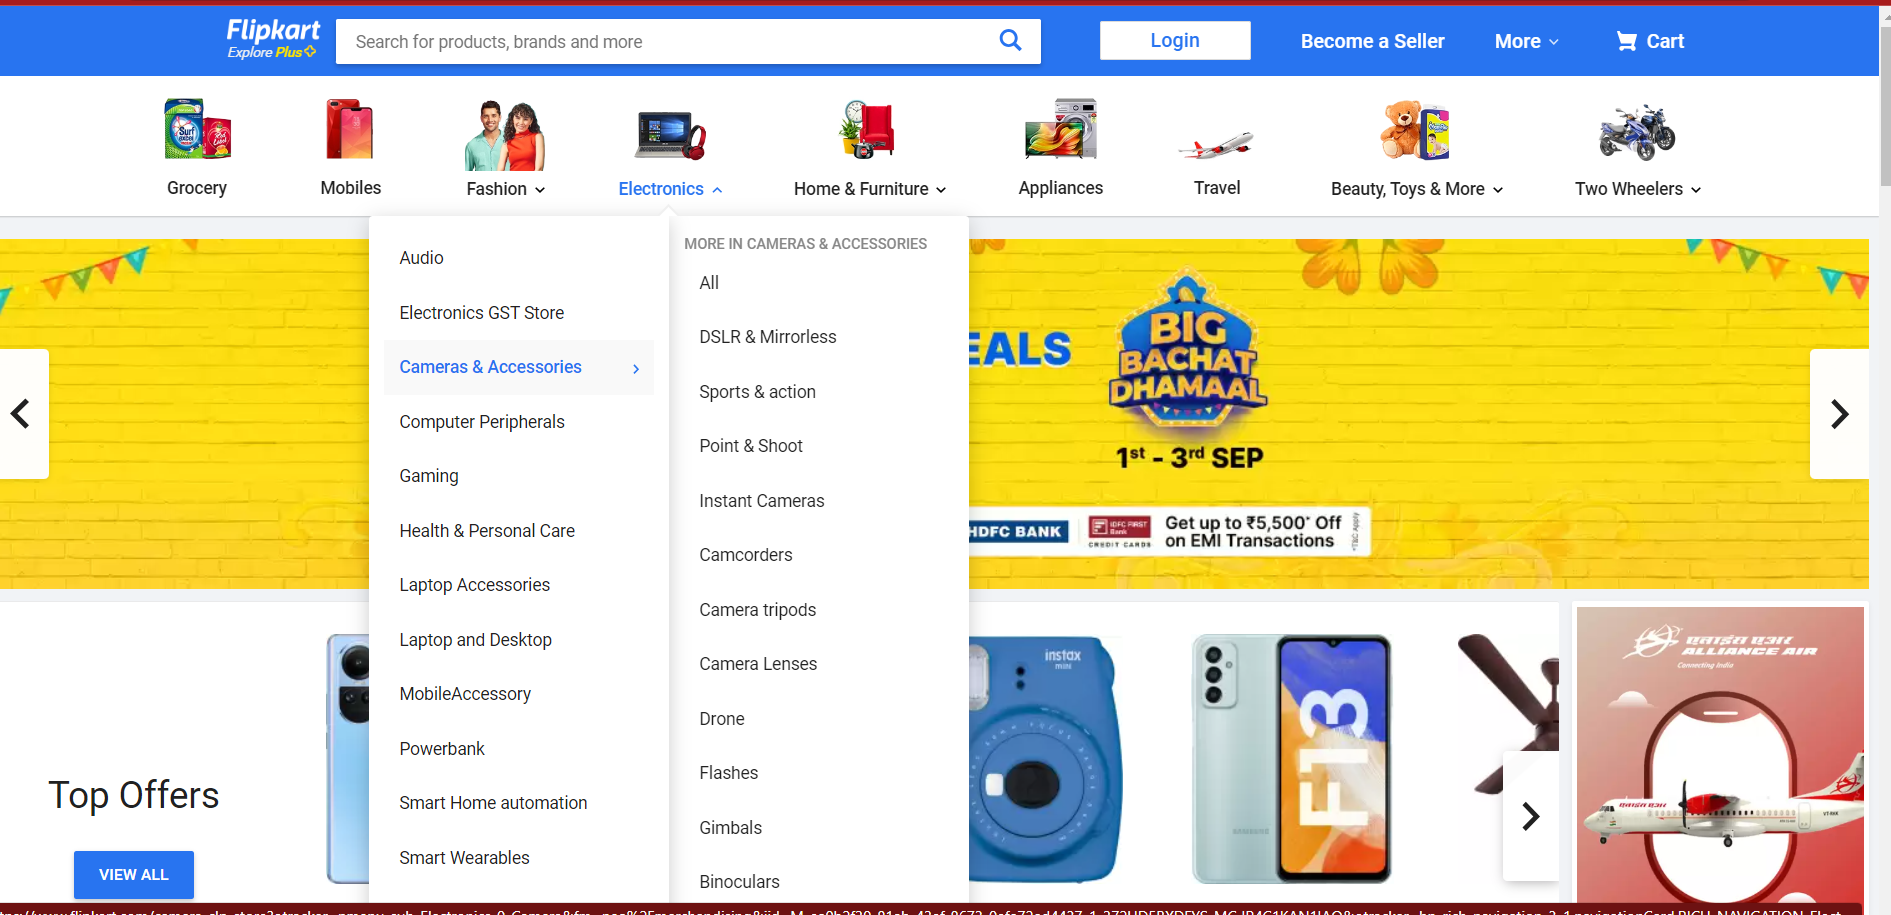 Flipkart
Explore Plus
Search for products, brands and more
Login
Become a Seller
More
Cart
Grocery
Mobiles
Fashion
Electronics
Home & Furniture
Appliances
Travel
Beauty, Toys & More
Two Wheelers
Audio
Electronics GST Store
Cameras & Accessories
Computer Peripherals
Gaming
Health & Personal Care
Laptop Accessories
Laptop and Desktop
MobileAccessory
Powerbank
Smart Home automation
Smart Wearables
MORE IN CAMERAS & ACCESSORIES
All
DSLR & Mirrorless
Sports & action
Point & Shoot
Instant Cameras
Camcorders
Camera tripods
Camera Lenses
Drone
Flashes
Gimbals
Binoculars
EALS
BIG
BACHAT
DHAMAAL
1st - 3rd SEP
HDFC BANK
IDFC FIRST
Bank
CREDIT CARDS
Get up to ₹5,500* Off
on EMI Transactions
*T&C Apply
Top Offers
VIEW ALL
instax
mini
SAMSUNG
F13
एलाइंस एअर
ALLIANCE AIR
Connecting India